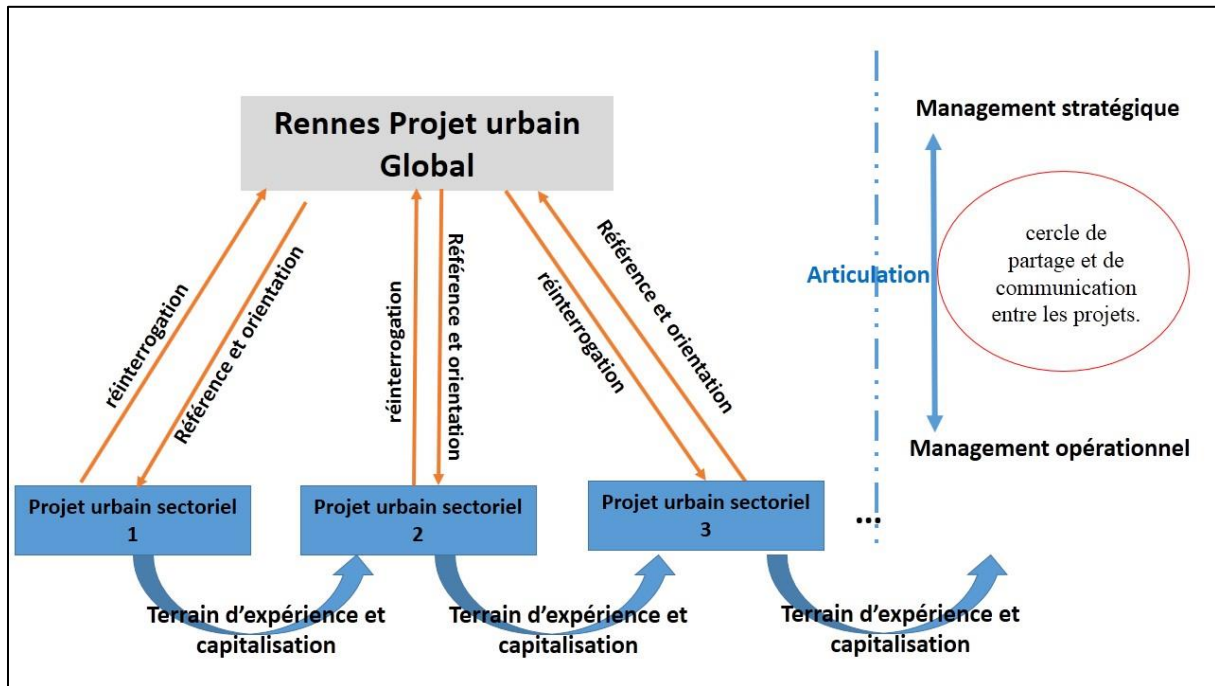 Rennes Projet urbain
Global
réinterrogation
Référence et orientation
réinterrogation
Référence et orientation
réinterrogation
Référence et orientation
Projet urbain sectoriel
1
Projet urbain sectoriel
2
Projet urbain sectoriel
3
...
Terrain d’expérience et
capitalisation
Terrain d’expérience et
capitalisation
Terrain d’expérience et
capitalisation
Management stratégique
Articulation
cercle de
partage et de
communication
entre les projets.
Management opérationnel